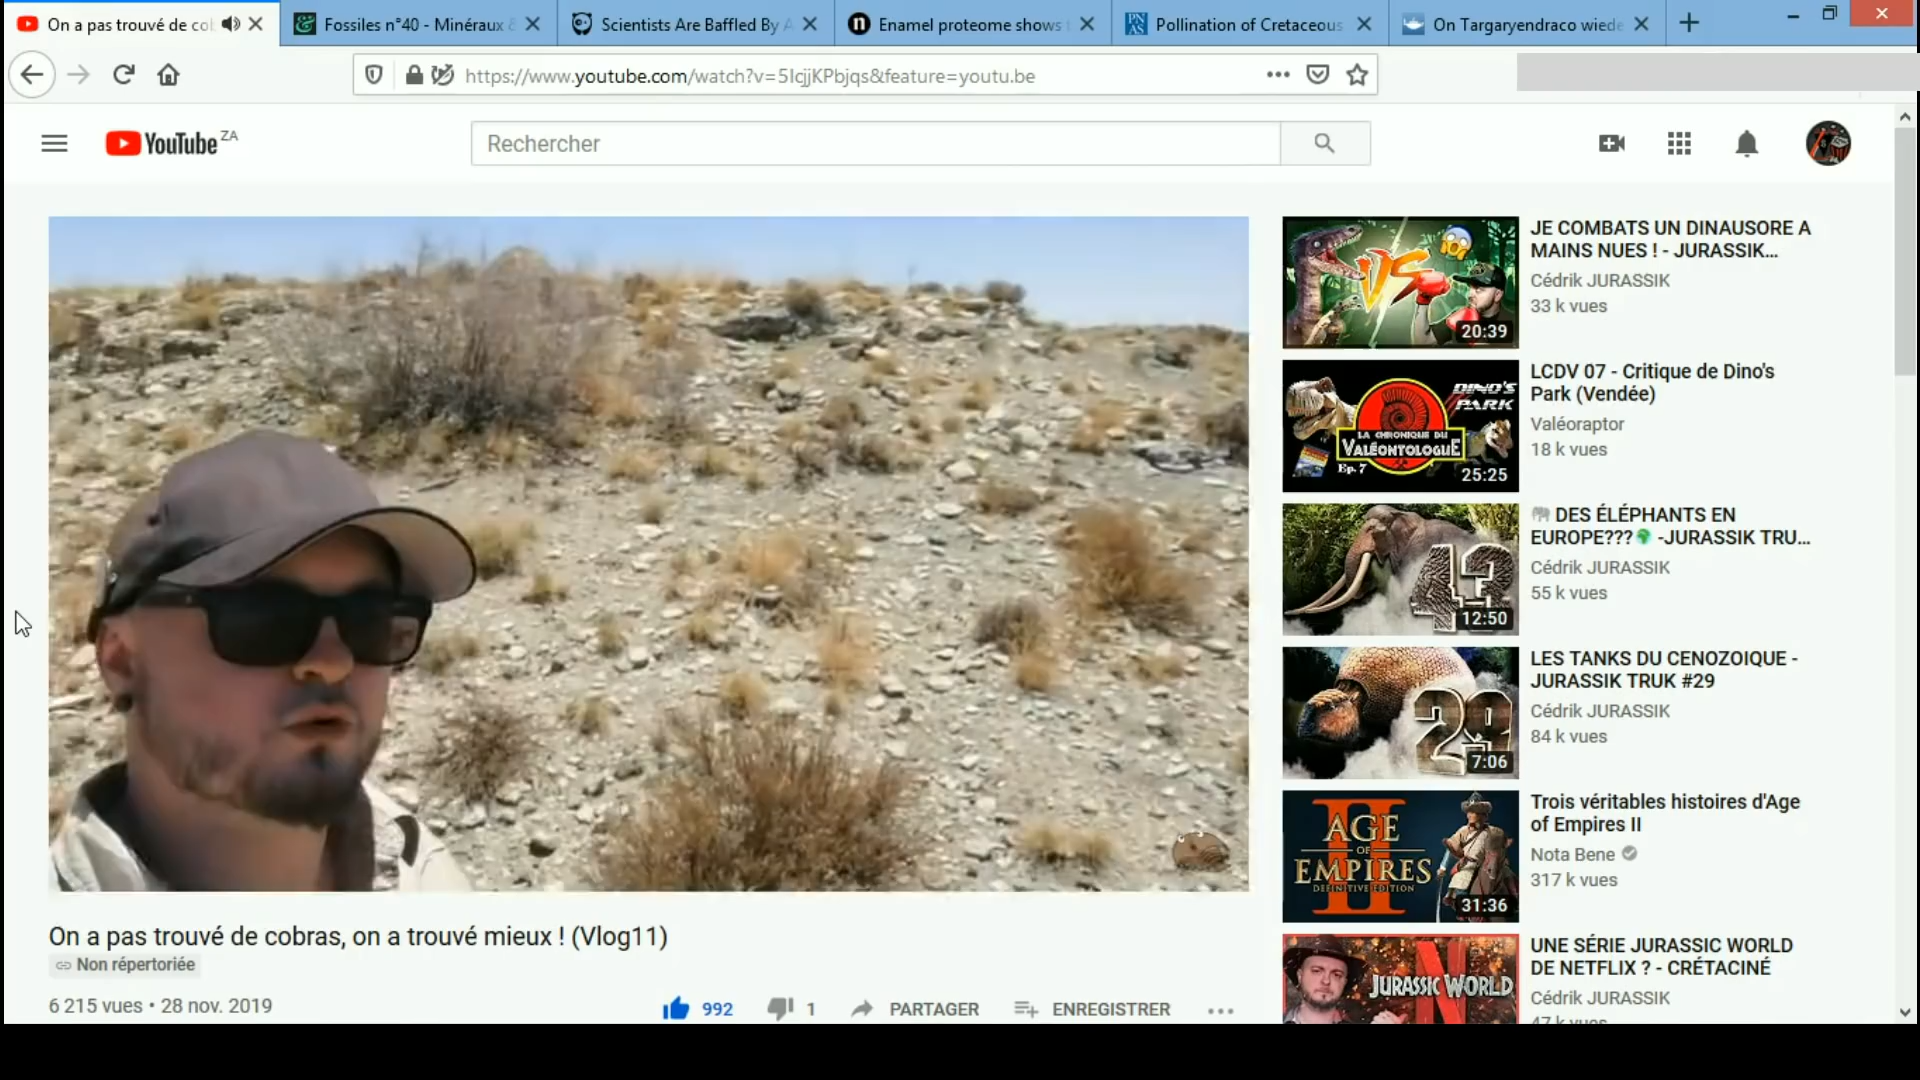 On a pas trouvé de co
Fossiles n°40 - Minéraux
Scientists Are Baffled By
Enamel proteome shows
Pollination of Cretaceous
On Targaryendraco wiede
https://www.youtube.com/watch?v=5IcjjKPbjqs&feature=youtu.be
YouTube ZA
Rechercher
JE COMBATS UN DINAUSORE A
MAINS NUES ! - JURASSIK...
Cédrik JURASSIK
33 k vues
VS
20:39
LCDV 07 - Critique de Dino's
Park (Vendée)
Valéoraptor
18 k vues
DINO'S
PARK
LA CHRONIQUE DU
VALÉONTOLOGUE
Ep. 7
25:25
DES ÉLÉPHANTS EN
EUROPE??? -JURASSIK TRU...
Cédrik JURASSIK
55 k vues
43
12:50
LES TANKS DU CENOZOIQUE -
JURASSIK TRUK #29
Cédrik JURASSIK
84 k vues
29
7:06
Trois véritables histoires d'Age
of Empires II
Nota Bene
317 k vues
II
AGE
OF
EMPIRES
DEFINITIVE EDITION
31:36
UNE SÉRIE JURASSIC WORLD
DE NETFLIX ? - CRÉTACINÉ
Cédrik JURASSIK
47 k vues
JURASSIC WORLD
On a pas trouvé de cobras, on a trouvé mieux ! (Vlog11)
Non répertoriée
6 215 vues • 28 nov. 2019
992
1
PARTAGER
ENREGISTRER